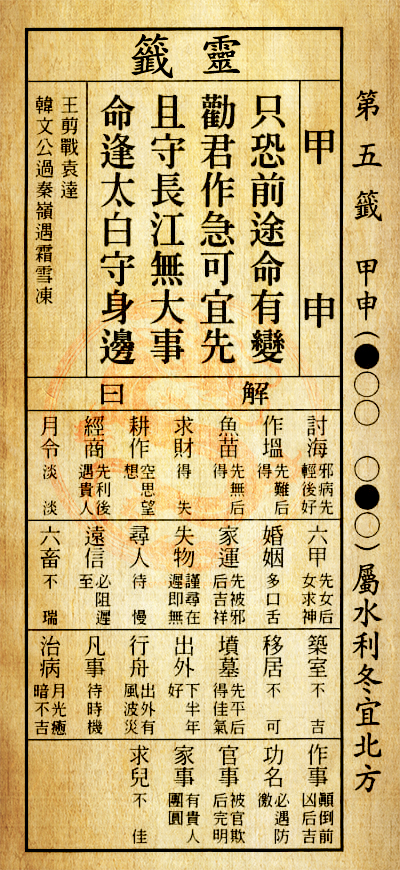 第五籤 甲申(●○○ ○●○)屬水利冬宜北方
靈籤
甲申
只恐前途命有變
勸君作急可宜先
且守長江無大事
命逢太白守身邊
王剪戰袁達
韓文公過秦嶺遇霜雪凍
解曰
討海 邪病先輕後好
作塭 先難后得
魚苗 先無后得
求財 得失
耕作 空思望想
經商 先利後遇貴人
月令 淡淡
六甲 先女后女求神
婚姻 多口舌
家運 先被邪后吉祥
失物 謹尋在遲即無
尋人 待慢
遠信 必阻遲至
六畜 不瑞
築室 不吉
移居 不可
墳墓 先平后得佳氣
出外 下半年好
行舟 出外有風波災
凡事 待時機
治病 月光癒暗不吉
作事 顛倒前凶后吉
功名 必遇防徼
官事 被官欺后完明
家事 有貴人團圓
求兒 不佳